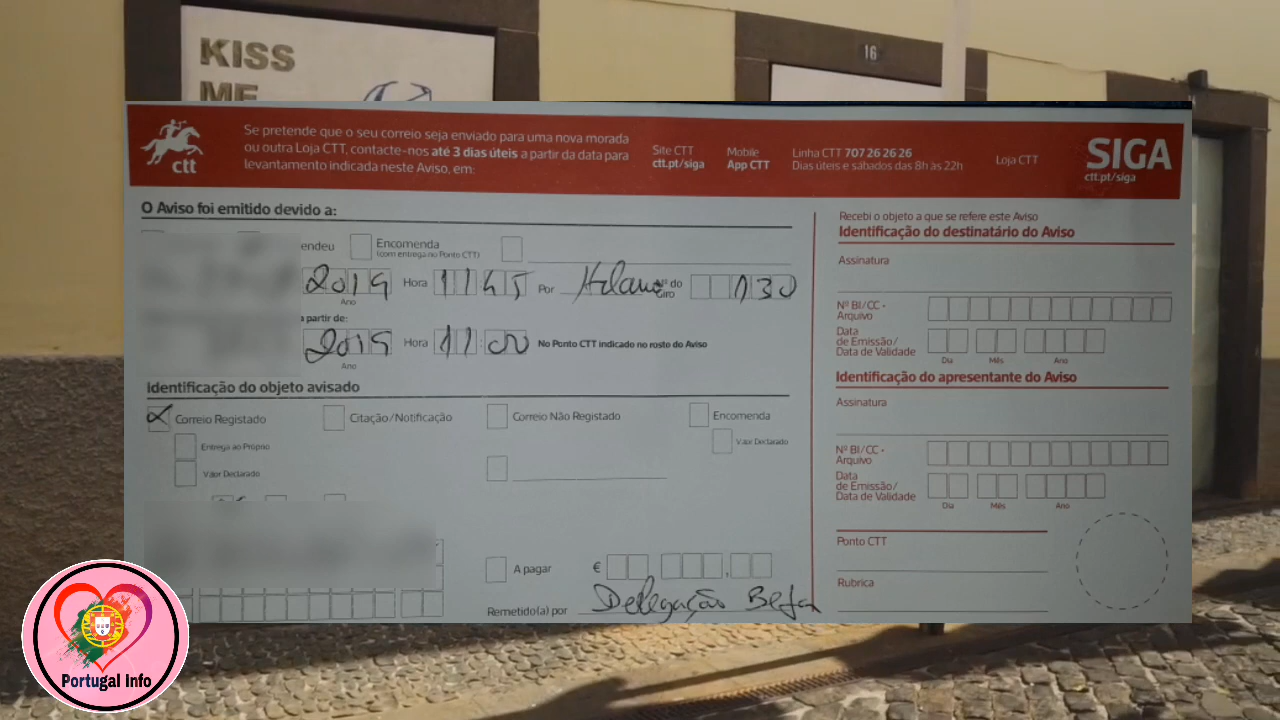 KISS
ME
16
ctt
Se pretende que o seu correio seja enviado para uma nova morada
ou outra Loja CTT, contacte-nos até 3 dias úteis a partir da data para
levantamento indicada neste Aviso, em:
Site CTT
ctt.pt/siga
Mobile
App CTT
Linha CTT 707 26 26 26
Dias úteis e sábados das 8h às 22h
Loja CTT
SIGA
ctt.pt/siga
O Aviso foi emitido devido a:
endeu
Encomenda
(com entrega no Ponto CTT)
2019 Hora 11 45 Por Nº do Giro 130
Ano
a partir de:
2019 Hora 11:00 No Ponto CTT indicado no rosto do Aviso
Ano
Identificação do objeto avisado
Correio Registado
Citação/Notificação
Correio Não Registado
Encomenda
Entrega ao Próprio
Valor Declarado
Valor Declarado
A pagar € ,
Remetido(a) por Delegação Beja
Recebi o objeto a que se refere este Aviso
Identificação do destinatário do Aviso
Assinatura
Nº BI/CC -
Arquivo
Data
de Emissão/
Data de Validade
Dia Mês Ano
Identificação do apresentante do Aviso
Assinatura
Nº BI/CC -
Arquivo
Data
de Emissão/
Data de Validade
Dia Mês Ano
Ponto CTT
Rubrica
Portugal Info